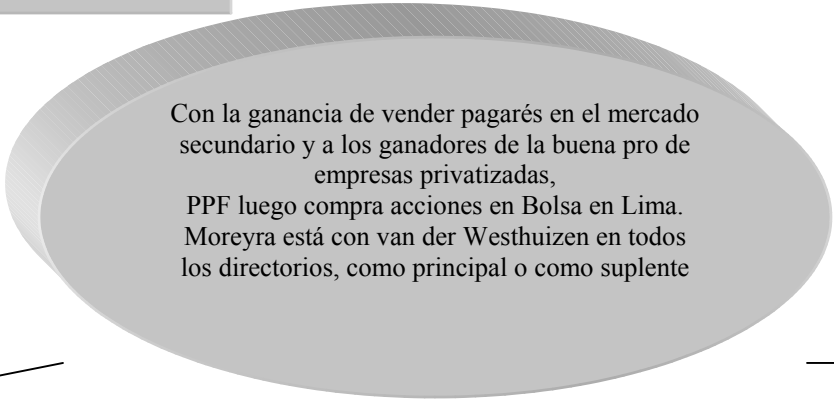 Con la ganancia de vender pagarés en el mercado
secundario y a los ganadores de la buena pro de
empresas privatizadas,
PPF luego compra acciones en Bolsa en Lima.
Moreyra está con van der Westhuizen en todos
los directorios, como principal o como suplente